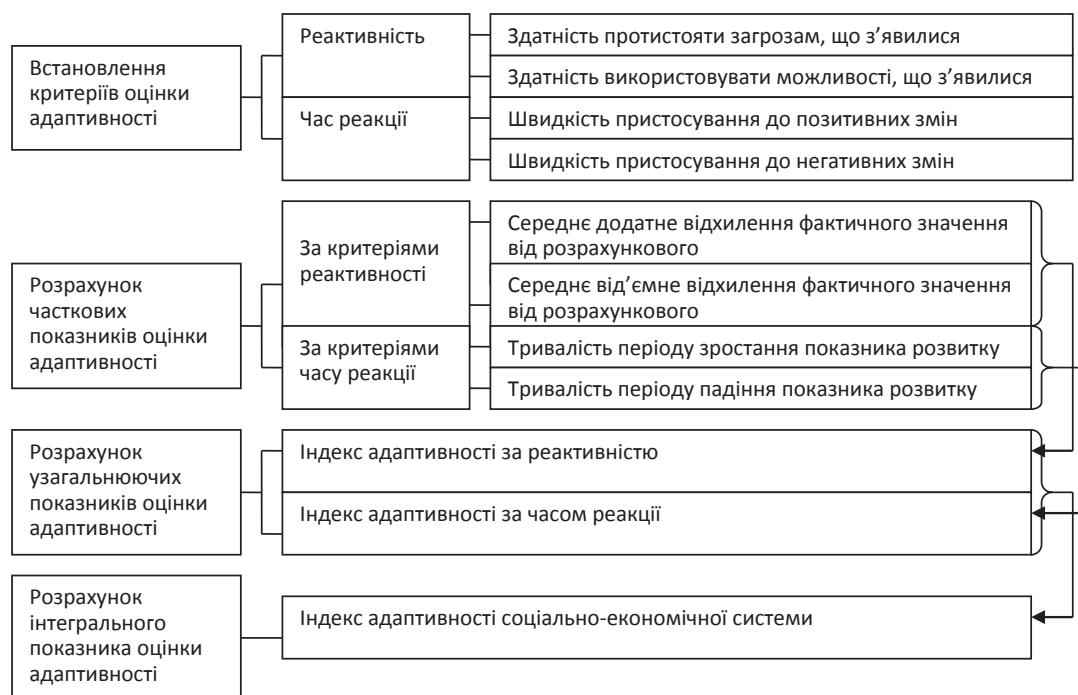 Встановлення
критеріїв оцінки
адаптивності
Реактивність
Здатність протистояти загрозам, що з’явилися
Здатність використовувати можливості, що з’явилися
Час реакції
Швидкість пристосування до позитивних змін
Швидкість пристосування до негативних змін
Розрахунок
часткових
показників оцінки
адаптивності
За критеріями
реактивності
Середнє додатне відхилення фактичного значення
від розрахункового
Середнє від’ємне відхилення фактичного значення
від розрахункового
За критеріями
часу реакції
Тривалість періоду зростання показника розвитку
Тривалість періоду падіння показника розвитку
Розрахунок
узагальнюючих
показників оцінки
адаптивності
Індекс адаптивності за реактивністю
Індекс адаптивності за часом реакції
Розрахунок
інтегрального
показника оцінки
адаптивності
Індекс адаптивності соціально-економічної системи